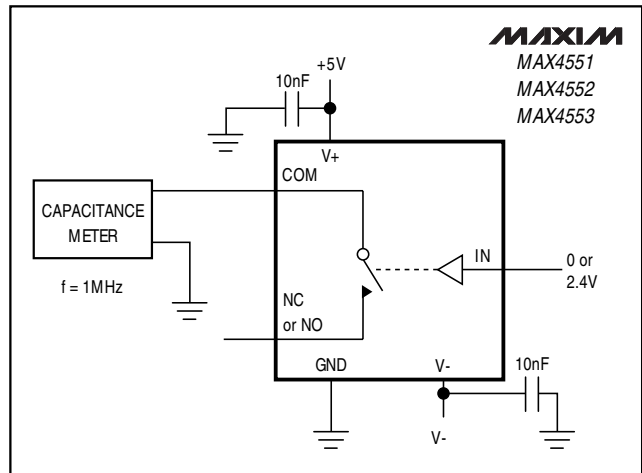 MAXIM
MAX4551
MAX4552
MAX4553
+5V
10nF
V+
COM
CAPACITANCE
METER
f = 1MHz
IN
0 or
2.4V
NC
or NO
GND
V-
10nF
V-